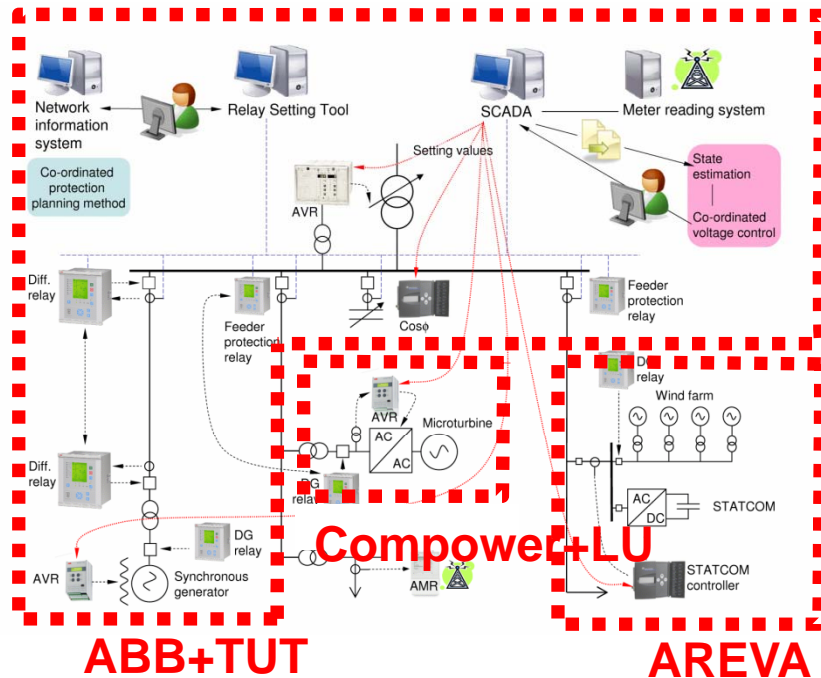 Network
information
system
Relay Setting Tool
SCADA
Meter reading system
Co-ordinated
protection
planning method
Setting values
AVR
State
estimation
Co-ordinated
voltage control
Diff.
relay
Feeder
protection
relay
Cosϕ
Feeder
protection
relay
relay
Wind farm
AVR
Microturbine
AC
AC
Diff.
relay
DG
relay
AC
DC
STATCOM
DG
relay
Compower+LU
AVR
Synchronous
generator
AMR
STATCOM
controller
ABB+TUT
AREVA